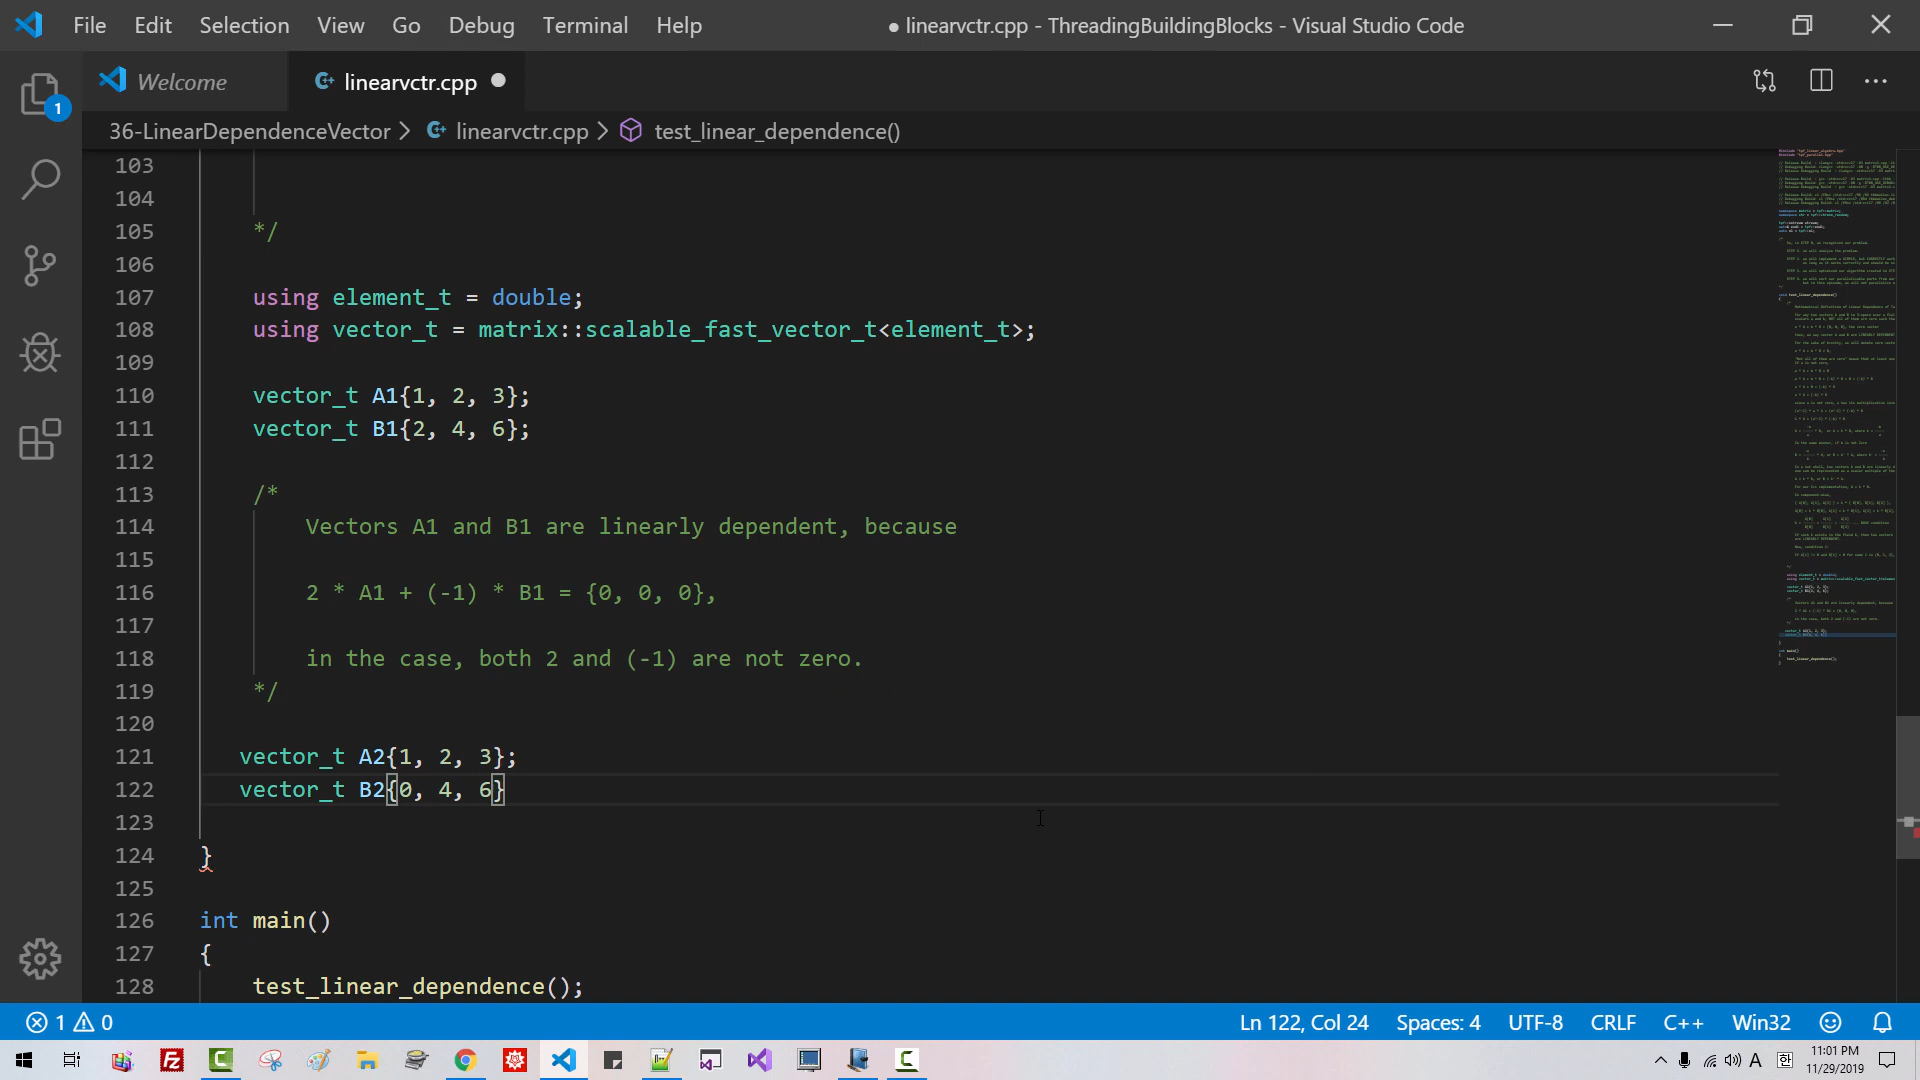 File Edit Selection View Go Debug Terminal Help
● linearvctr.cpp - ThreadingBuildingBlocks - Visual Studio Code
1
Welcome
linearvctr.cpp ●
36-LinearDependenceVector > linearvctr.cpp > test_linear_dependence()
103
104
105 */
106
107 using element_t = double;
108 using vector_t = matrix::scalable_fast_vector_t<element_t>;
109
110 vector_t A1{1, 2, 3};
111 vector_t B1{2, 4, 6};
112
113 /*
114 Vectors A1 and B1 are linearly dependent, because
115
116 2 * A1 + (-1) * B1 = {0, 0, 0},
117
118 in the case, both 2 and (-1) are not zero.
119 */
120
121 vector_t A2{1, 2, 3};
122 vector_t B2{0, 4, 6}
123
124 }
125
126 int main()
127 {
128 test_linear_dependence();
1 0
Ln 122, Col 24 Spaces: 4 UTF-8 CRLF C++ Win32
A 한 11:01 PM
11/29/2019